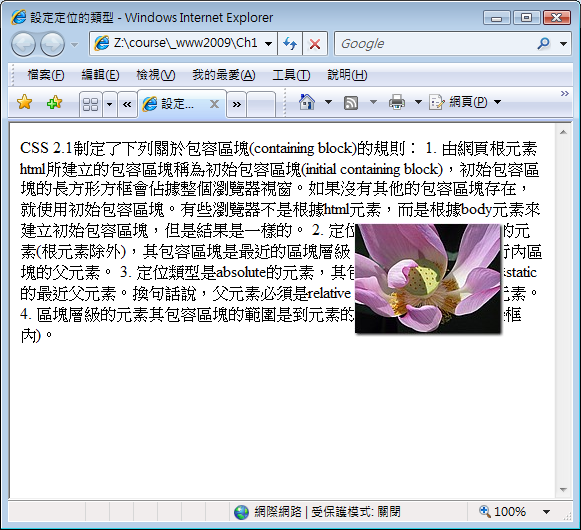 設定定位的類型 - Windows Internet Explorer
Z:\course\_www2009\Ch1
Google
檔案(F) 編輯(E) 檢視(V) 我的最愛(A) 工具(T) 說明(H)
設定... 網頁(P)
CSS 2.1制定了下列關於包容區塊(containing block)的規則： 1. 由網頁根元素
html所建立的包容區塊稱為初始包容區塊(initial containing block)，初始包容區
塊的長方形方框會佔據整個瀏覽器視窗。如果沒有其他的包容區塊存在，
就使用初始包容區塊。有些瀏覽器不是根據html元素，而是根據body元素來
建立初始包容區塊，但是結果是一樣的。 2. 定位 的元
素(根元素除外)，其包容區塊是最近的區塊層級 行內區
塊的父元素。 3. 定位類型是absolute的元素，其包 static
的最近父元素。換句話說，父元素必須是relative 元素。
4. 區塊層級的元素其包容區塊的範圍是到元素的 框
內)。
網際網路 | 受保護模式: 關閉
100%